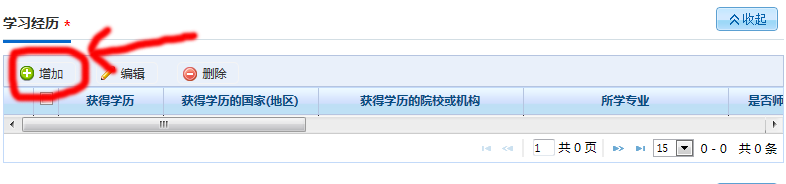 学习经历 * 收起
增加 编辑 删除
获得学历 获得学历的国家(地区) 获得学历的院校或机构 所学专业 是否师
1 共 0 页 15 0 - 0 共 0 条